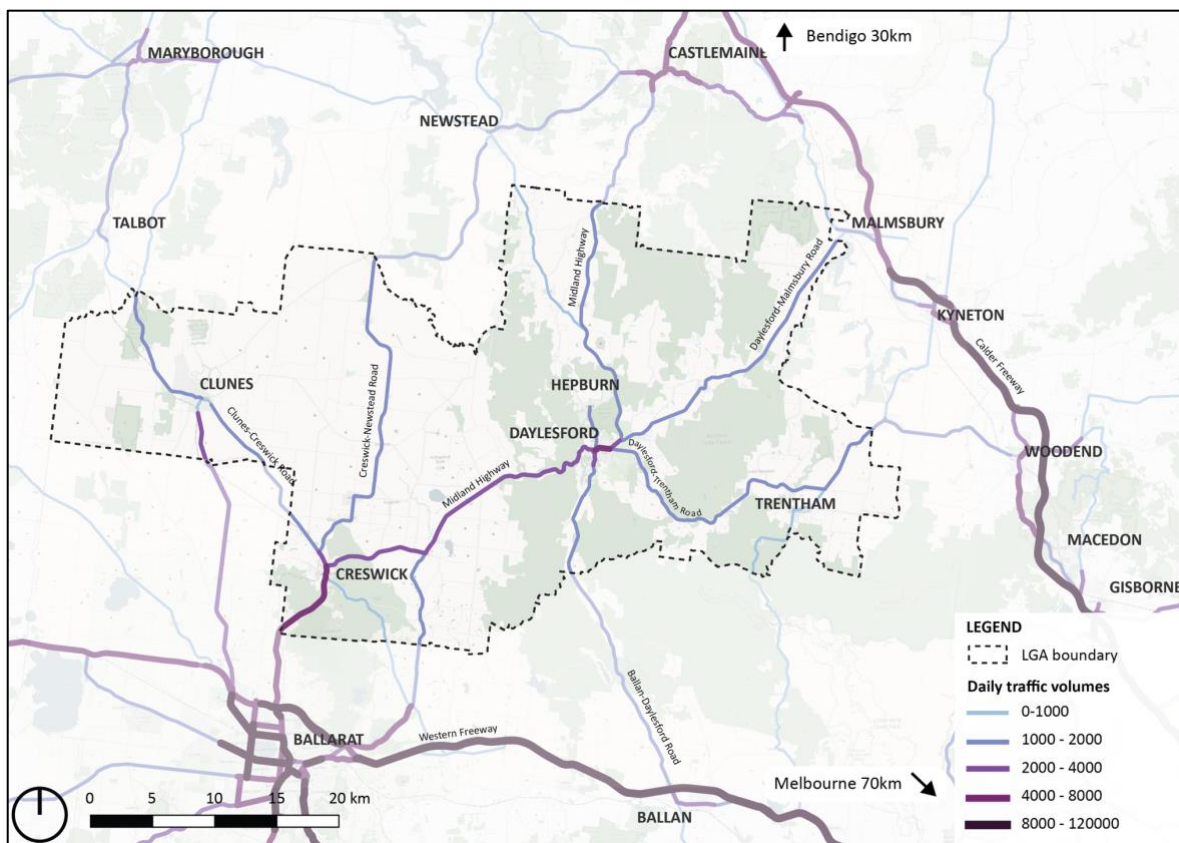 Bendigo 30km
MARYBOROUGH
CASTLEMAINE
NEWSTEAD
TALBOT
MALMSBURY
Midland Highway
Daylesford-Malmsbury Road
KYNETON
Calder Freeway
CLUNES
HEPBURN
Creswick-Newstead Road
Clunes-Creswick Road
DAYLESFORD
Daylesford-Trentham Road
WOODEND
Midland Highway
TRENTHAM
MACEDON
CRESWICK
GISBORNE
LEGEND
LGA boundary
Daily traffic volumes
0-1000
1000 - 2000
2000 - 4000
4000 - 8000
8000 - 120000
Ballan-Daylesford Road
BALLARAT
Western Freeway
Melbourne 70km
0 5 10 15 20 km
BALLAN